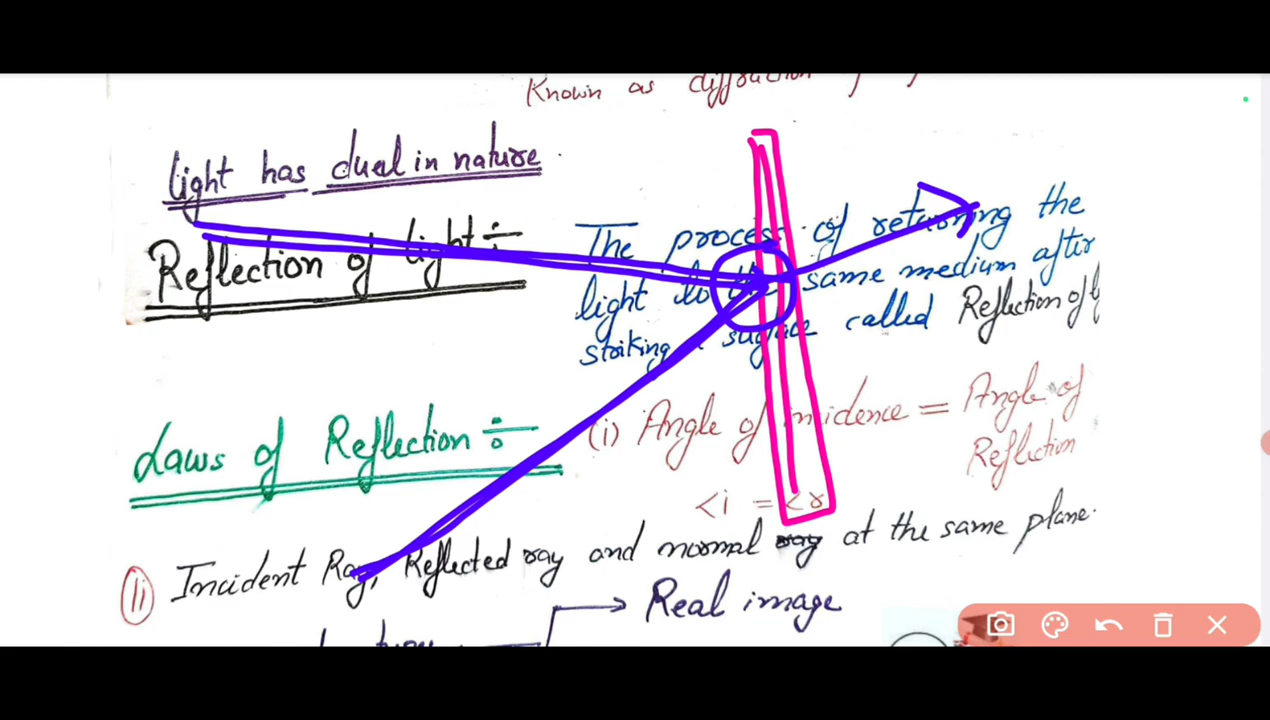 Known as diffraction
Light has dual in nature
Reflection of light ÷
The process of returning the
light to the same medium after
striking a surface called Reflection of
Laws of Reflection ÷
(i) Angle of incidence = Angle of
Reflection
<i = <r
(ii) Incident Ray, Reflected ray and normal ray at the same plane.
Real image